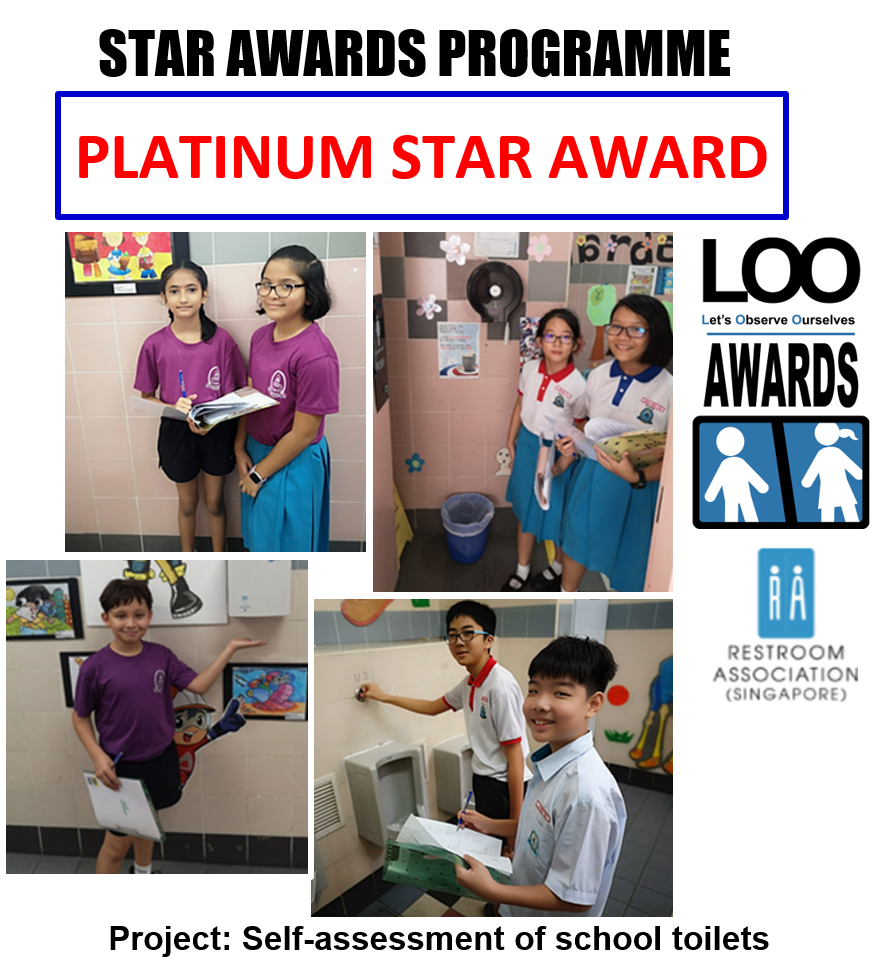 STAR AWARDS PROGRAMME
PLATINUM STAR AWARD
LOO
Let's Observe Ourselves
AWARDS
RA
RESTROOM
ASSOCIATION
(SINGAPORE)
Project: Self-assessment of school toilets